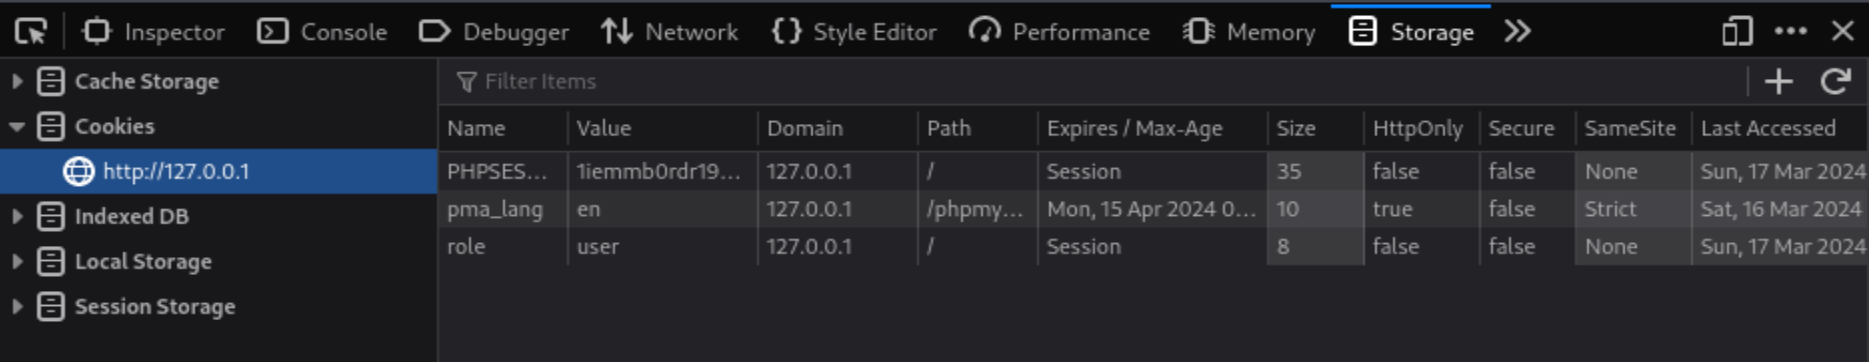 Inspector Console Debugger Network Style Editor Performance Memory Storage
Cache Storage
Filter Items
Cookies
Name Value Domain Path Expires / Max-Age Size HttpOnly Secure SameSite Last Accessed
http://127.0.0.1
PHPSES... 1iemmb0rdr19... 127.0.0.1 / Session 35 false false None Sun, 17 Mar 2024
Indexed DB
pma_lang en 127.0.0.1 /phpmy... Mon, 15 Apr 2024 0... 10 true false Strict Sat, 16 Mar 2024
role user 127.0.0.1 / Session 8 false false None Sun, 17 Mar 2024
Local Storage
Session Storage